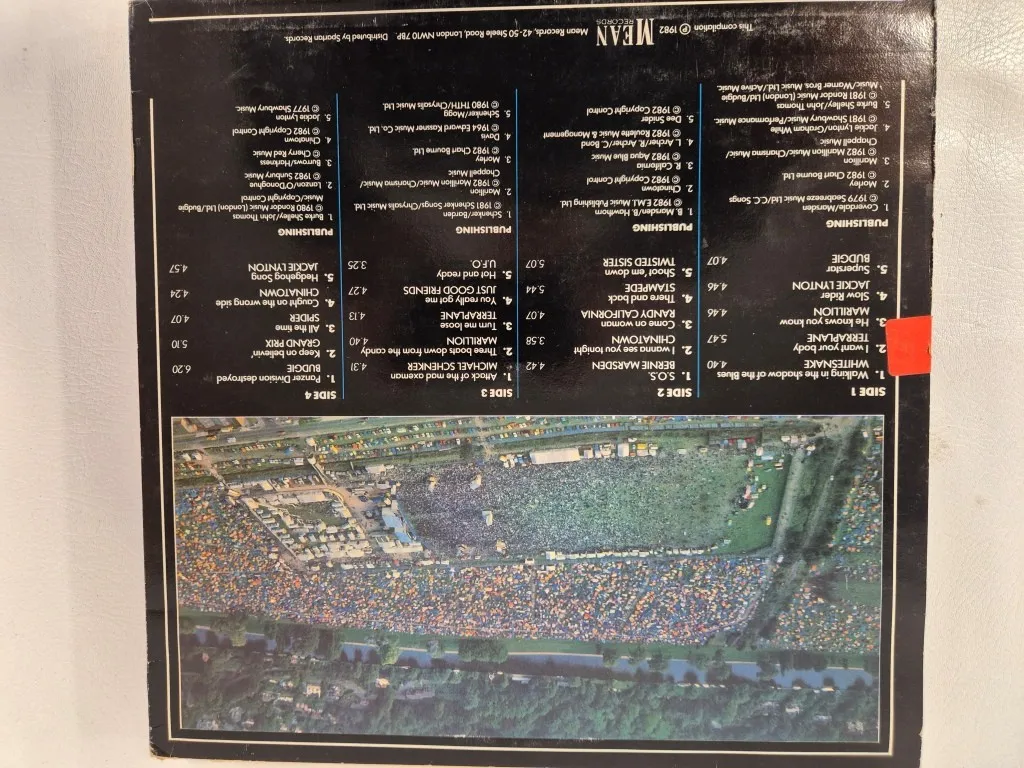 SIDE 1
1. Walking in the shadow of the Blues
WHITESNAKE 4.40
2. I want your body
TERRAPLANE 5.47
3. He knows you know
MARILLION 4.46
4. Slow Rider
JACKIE LYNTON 4.46
5. Superstar
BUDGIE 4.07
PUBLISHING
1. Coverdale/Marsden
© 1979 Seabreeze Music Ltd/C.C. Songs
2. Morley
© 1982 Chart Bourne Ltd
3. Marillion
© 1982 Marillion Music/Charisma Music/
Chappell Music
4. Jackie Lynton/Graham White
© 1981 Shawbury Music/Performance Music
5. Burke Shelley/John Thomas
© 1981 Rondor Music (London) Ltd/Budgie
Music/Warner Bros. Music Ltd/Active Music
SIDE 2
1. S.O.S.
BERNIE MARSDEN 4.42
2. I wanna see you tonight
CHINATOWN 3.58
3. Come on woman
RANDY CALIFORNIA 4.07
4. There and back
STAMPEDE 5.44
5. Shoot 'em down
TWISTED SISTER 5.07
PUBLISHING
1. B. Marsden/B. Hawthorn
© 1982 E.M.I. Music Publishing Ltd.
2. Chinatown
© 1982 Copyright Control
3. R. California
© 1982 Aqua Blue Music
4. L. Archer/R. Archer/C. Bond
© 1982 Roulette Music & Management
5. Dee Snider
© 1982 Copyright Control
SIDE 3
1. Attack of the mad axeman
MICHAEL SCHENKER 4.31
2. Three boats down from the candy
MARILLION 4.40
3. Turn me loose
TERRAPLANE 4.13
4. You really got me
JUST GOOD FRIENDS 4.27
5. Hot and ready
U.F.O. 3.25
PUBLISHING
1. Schenker/Barden
© 1981 Schenker Songs/Chrysalis Music Ltd.
2. Marillion
© 1982 Marillion Music/Charisma Music/
Chappell Music
3. Morley
© 1982 Chart Bourne Ltd
4. Davis
© 1964 Edward Kassner Music Co. Ltd.
5. Schenker/Mogg
© 1980 THTH/Chrysalis Music Ltd.
SIDE 4
1. Panzer Division destroyed
BUDGIE 6.20
2. Keep on believin'
GRAND PRIX 5.10
3. All the time
SPIDER 4.07
4. Caught on the wrong side
CHINATOWN 4.24
5. Hedgehog Song
JACKIE LYNTON 4.57
PUBLISHING
1. Burke Shelley/John Thomas
© 1980 Rondor Music (London) Ltd/Budgie
Music/Copyright Control
2. Lanzon/O'Donoghue
© 1982 Sunbury Music
3. Burrows/Harkness
© Cherry Red Music
4. Chinatown
© 1982 Copyright Control
5. Jackie Lynton
© 1977 Shawbury Music
This compilation ℗ 1982
MEAN
RECORDS
Mean Records, 42-50 Steele Road, London NW10 7BP. Distributed by Spartan Records.